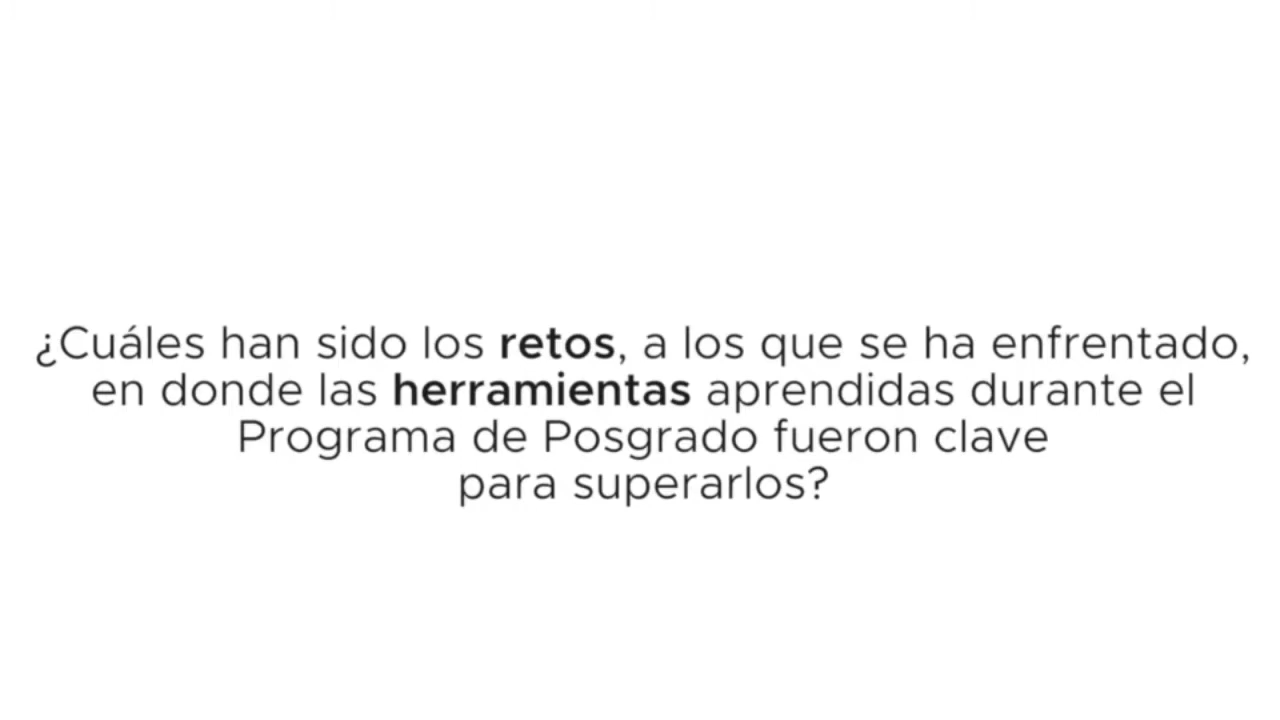 ¿Cuáles han sido los retos, a los que se ha enfrentado,
en donde las herramientas aprendidas durante el
Programa de Posgrado fueron clave
para superarlos?